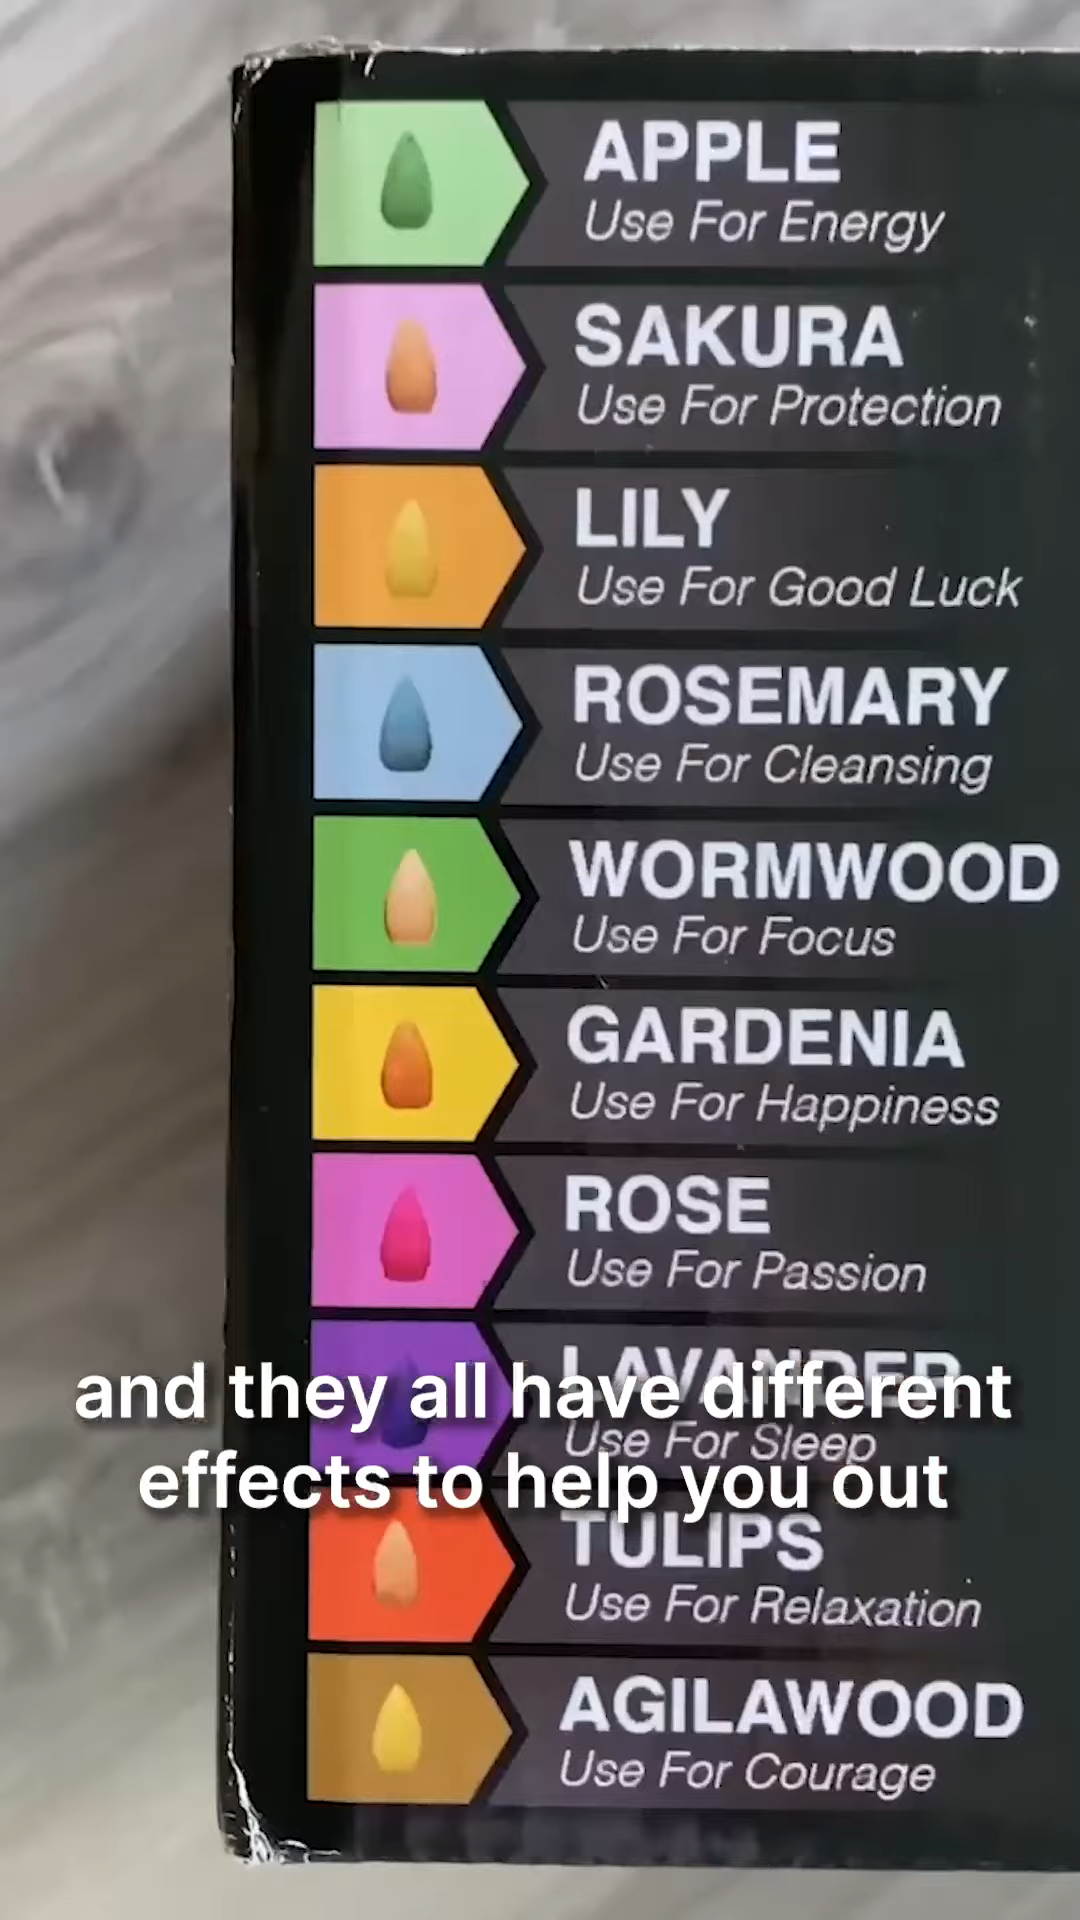 APPLE
Use For Energy
SAKURA
Use For Protection
LILY
Use For Good Luck
ROSEMARY
Use For Cleansing
WORMWOOD
Use For Focus
GARDENIA
Use For Happiness
ROSE
Use For Passion
LAVANDER
and they all have different
Use For Sleep
effects to help you out
TULIPS
Use For Relaxation
AGILAWOOD
Use For Courage